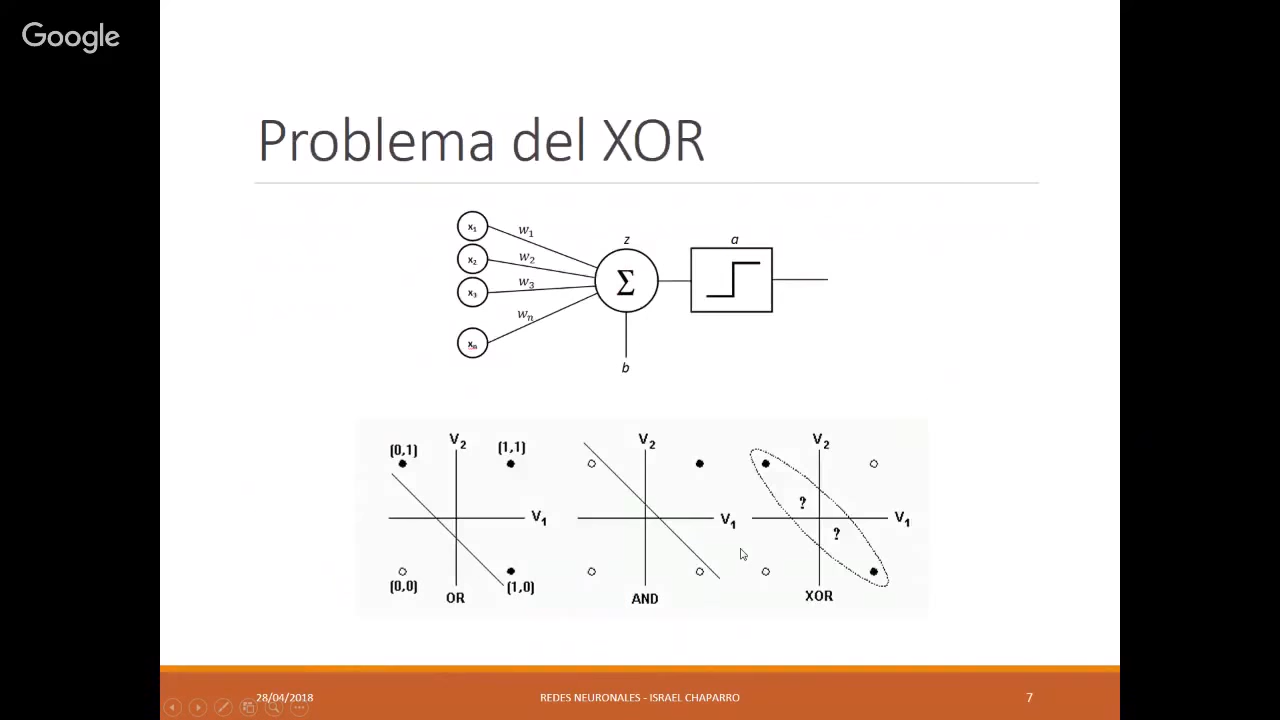 Google
Problema del XOR
x₁ w₁ z a
x₂ w₂
x₃ w₃ Σ
xₙ wₙ
b
(0,1) V₂ (1,1) V₂ V₂
? V₁ V₁ V₁
?
(0,0) (1,0)
OR AND XOR
28/04/2018 REDES NEURONALES - ISRAEL CHAPARRO 7